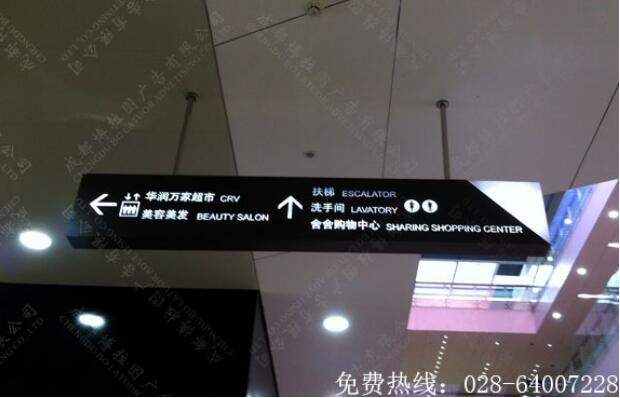 华润万家超市 CRV
美容美发 BEAUTY SALON
扶梯 ESCALATOR
洗手间 LAVATORY
舍舍购物中心 SHARING SHOPPING CENTER
免费热线：028-64007228